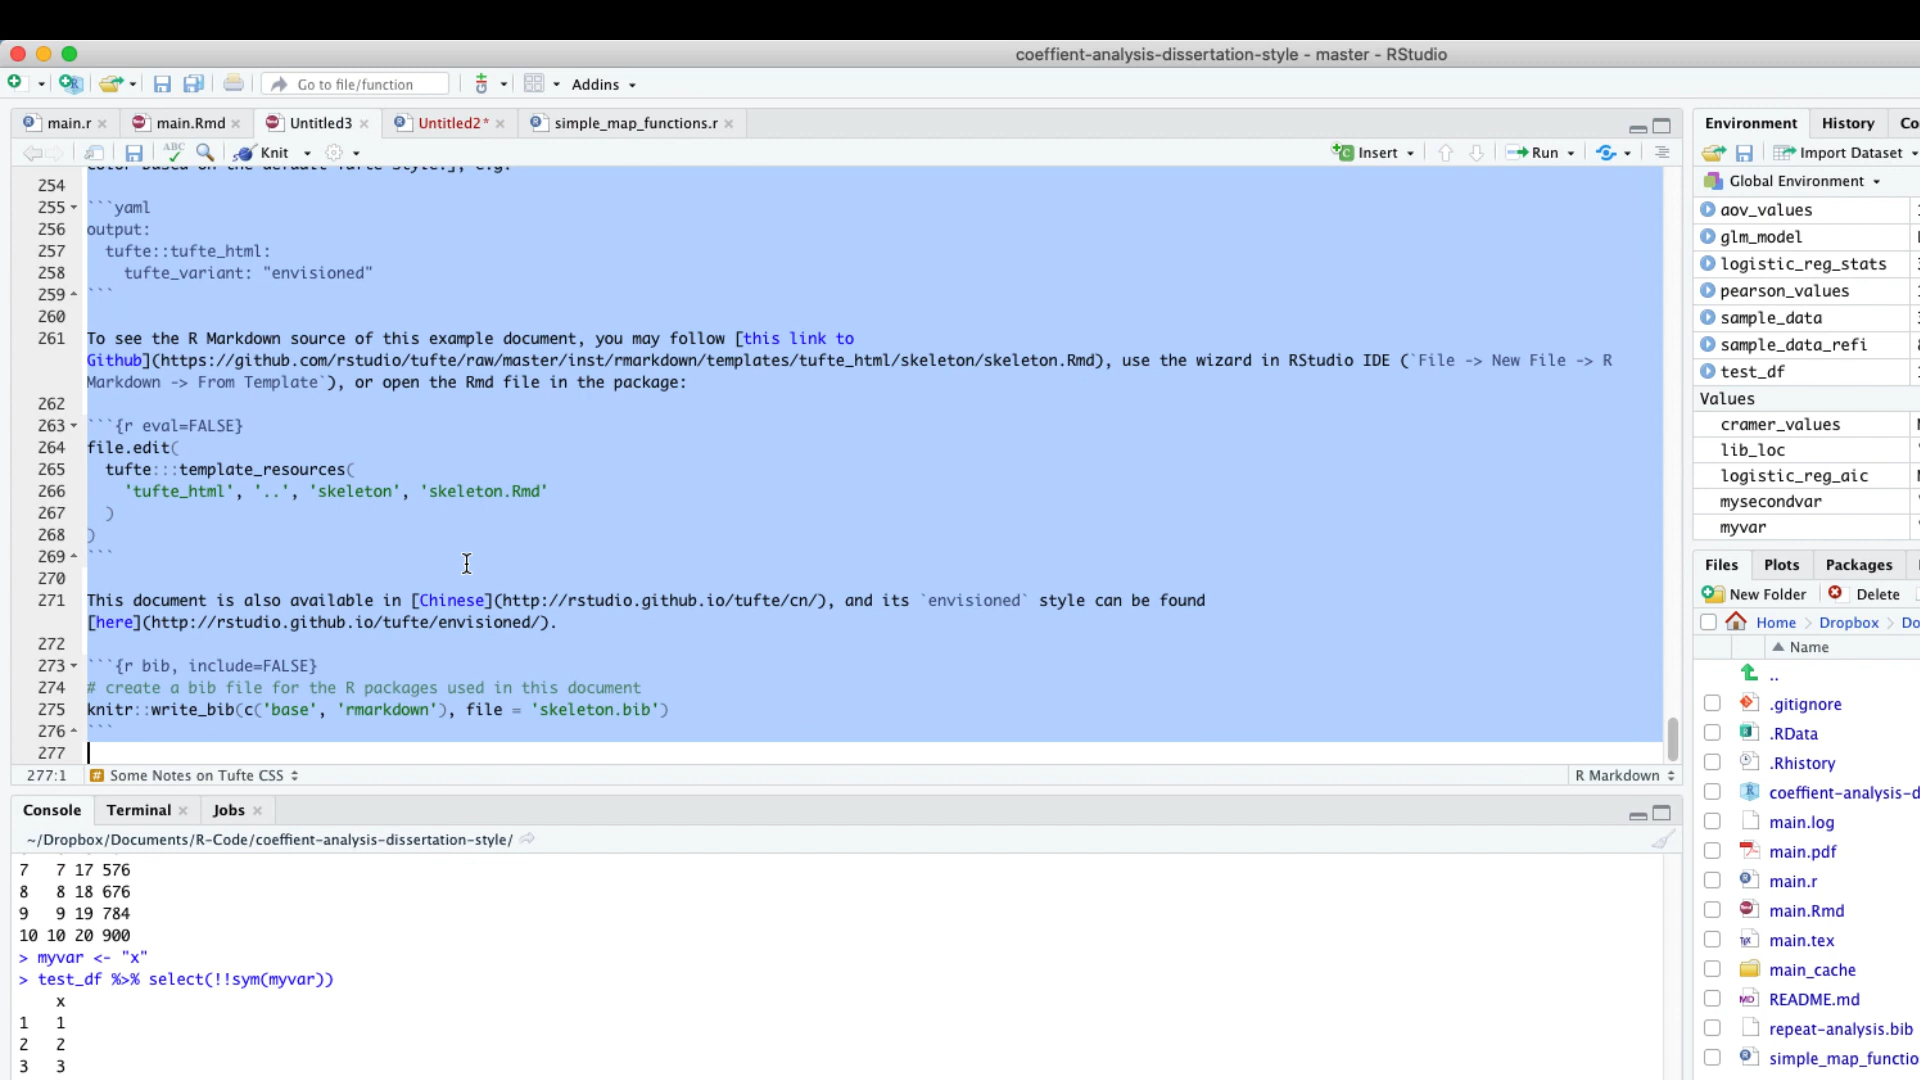 coeffient-analysis-dissertation-style - master - RStudio
Go to file/function
Addins
main.r
main.Rmd
Untitled3
Untitled2*
simple_map_functions.r
ABC
Knit
Insert
Run
254
255 ```yaml
256 output:
257 tufte::tufte_html:
258 tufte_variant: "envisioned"
259 ```
260
261 To see the R Markdown source of this example document, you may follow [this link to
Github](https://github.com/rstudio/tufte/raw/master/inst/rmarkdown/templates/tufte_html/skeleton/skeleton.Rmd), use the wizard in RStudio IDE (`File -> New File -> R
Markdown -> From Template`), or open the Rmd file in the package:
262
263 ```{r eval=FALSE}
264 file.edit(
265 tufte:::template_resources(
266 'tufte_html', '..', 'skeleton', 'skeleton.Rmd'
267 )
268 )
269 ```
270
271 This document is also available in [Chinese](http://rstudio.github.io/tufte/cn/), and its `envisioned` style can be found
[here](http://rstudio.github.io/tufte/envisioned/).
272
273 ```{r bib, include=FALSE}
274 # create a bib file for the R packages used in this document
275 knitr::write_bib(c('base', 'rmarkdown'), file = 'skeleton.bib')
276 ```
277
277:1 # Some Notes on Tufte CSS
R Markdown
Console
Terminal
Jobs
~/Dropbox/Documents/R-Code/coeffient-analysis-dissertation-style/
7 7 17 576
8 8 18 676
9 9 19 784
10 10 20 900
> myvar <- "x"
> test_df %>% select(!!sym(myvar))
x
1 1
2 2
3 3
Environment
History
Co
Import Dataset
Global Environment
aov_values
glm_model
logistic_reg_stats
pearson_values
sample_data
sample_data_refi
test_df
Values
cramer_values
lib_loc
logistic_reg_aic
mysecondvar
myvar
Files
Plots
Packages
New Folder
Delete
Home
Dropbox
Do
Name
..
.gitignore
.RData
.Rhistory
coeffient-analysis-d
main.log
main.pdf
main.r
main.Rmd
main.tex
main_cache
README.md
repeat-analysis.bib
simple_map_functio